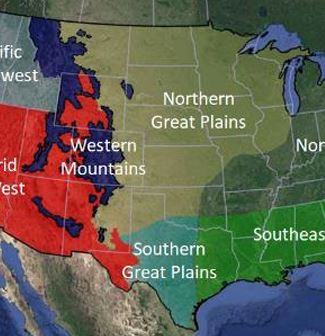 ific
west
Northern
Great Plains
Western
Mountains
Nor
rid
est
Southeas
Southern
Great Plains